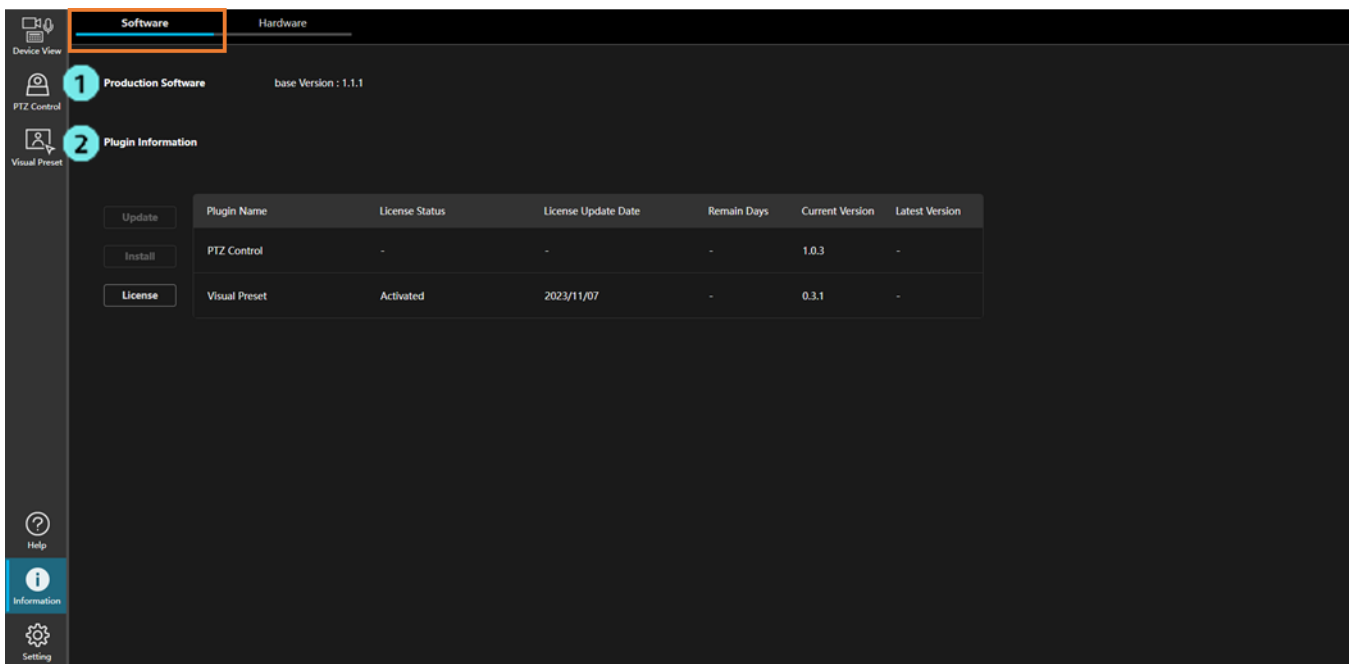 Software Hardware
Device View
1 Production Software base Version : 1.1.1
PTZ Control
2 Plugin Information
Visual Preset
Update Plugin Name License Status License Update Date Remain Days Current Version Latest Version
Install PTZ Control - - - 1.0.3 -
License Visual Preset Activated 2023/11/07 - 0.3.1 -
? Help
i Information
Setting